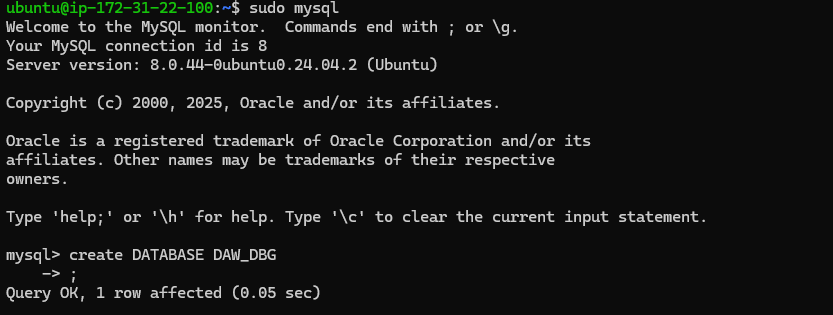 ubuntu@ip-172-31-22-100:~$ sudo mysql
Welcome to the MySQL monitor.  Commands end with ; or \g.
Your MySQL connection id is 8
Server version: 8.0.44-0ubuntu0.24.04.2 (Ubuntu)

Copyright (c) 2000, 2025, Oracle and/or its affiliates.

Oracle is a registered trademark of Oracle Corporation and/or its
affiliates. Other names may be trademarks of their respective
owners.

Type 'help;' or '\h' for help. Type '\c' to clear the current input statement.

mysql> create DATABASE DAW_DBG
    -> ;
Query OK, 1 row affected (0.05 sec)